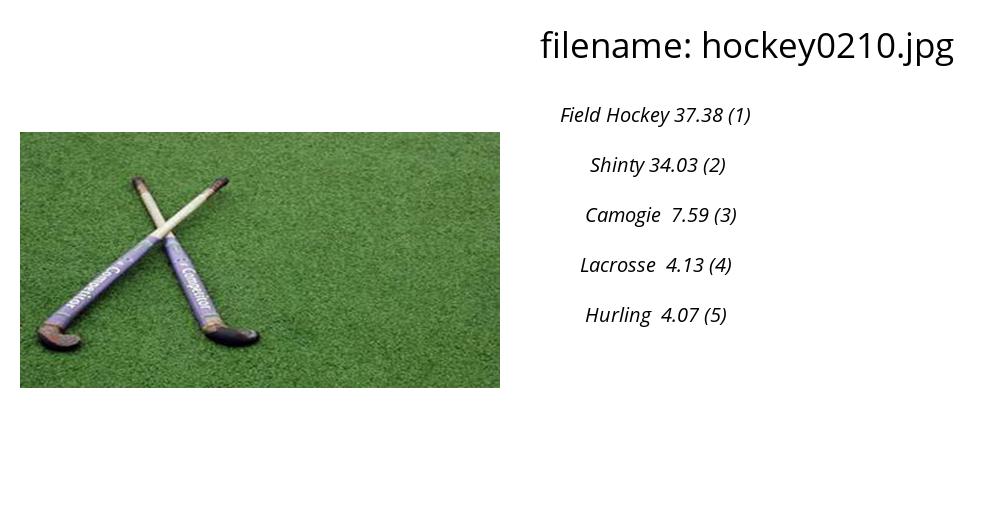 filename: hockey0210.jpg
Field Hockey 37.38 (1)
Shinty 34.03 (2)
Camogie 7.59 (3)
Lacrosse 4.13 (4)
Hurling 4.07 (5)
Competitor
Competitor